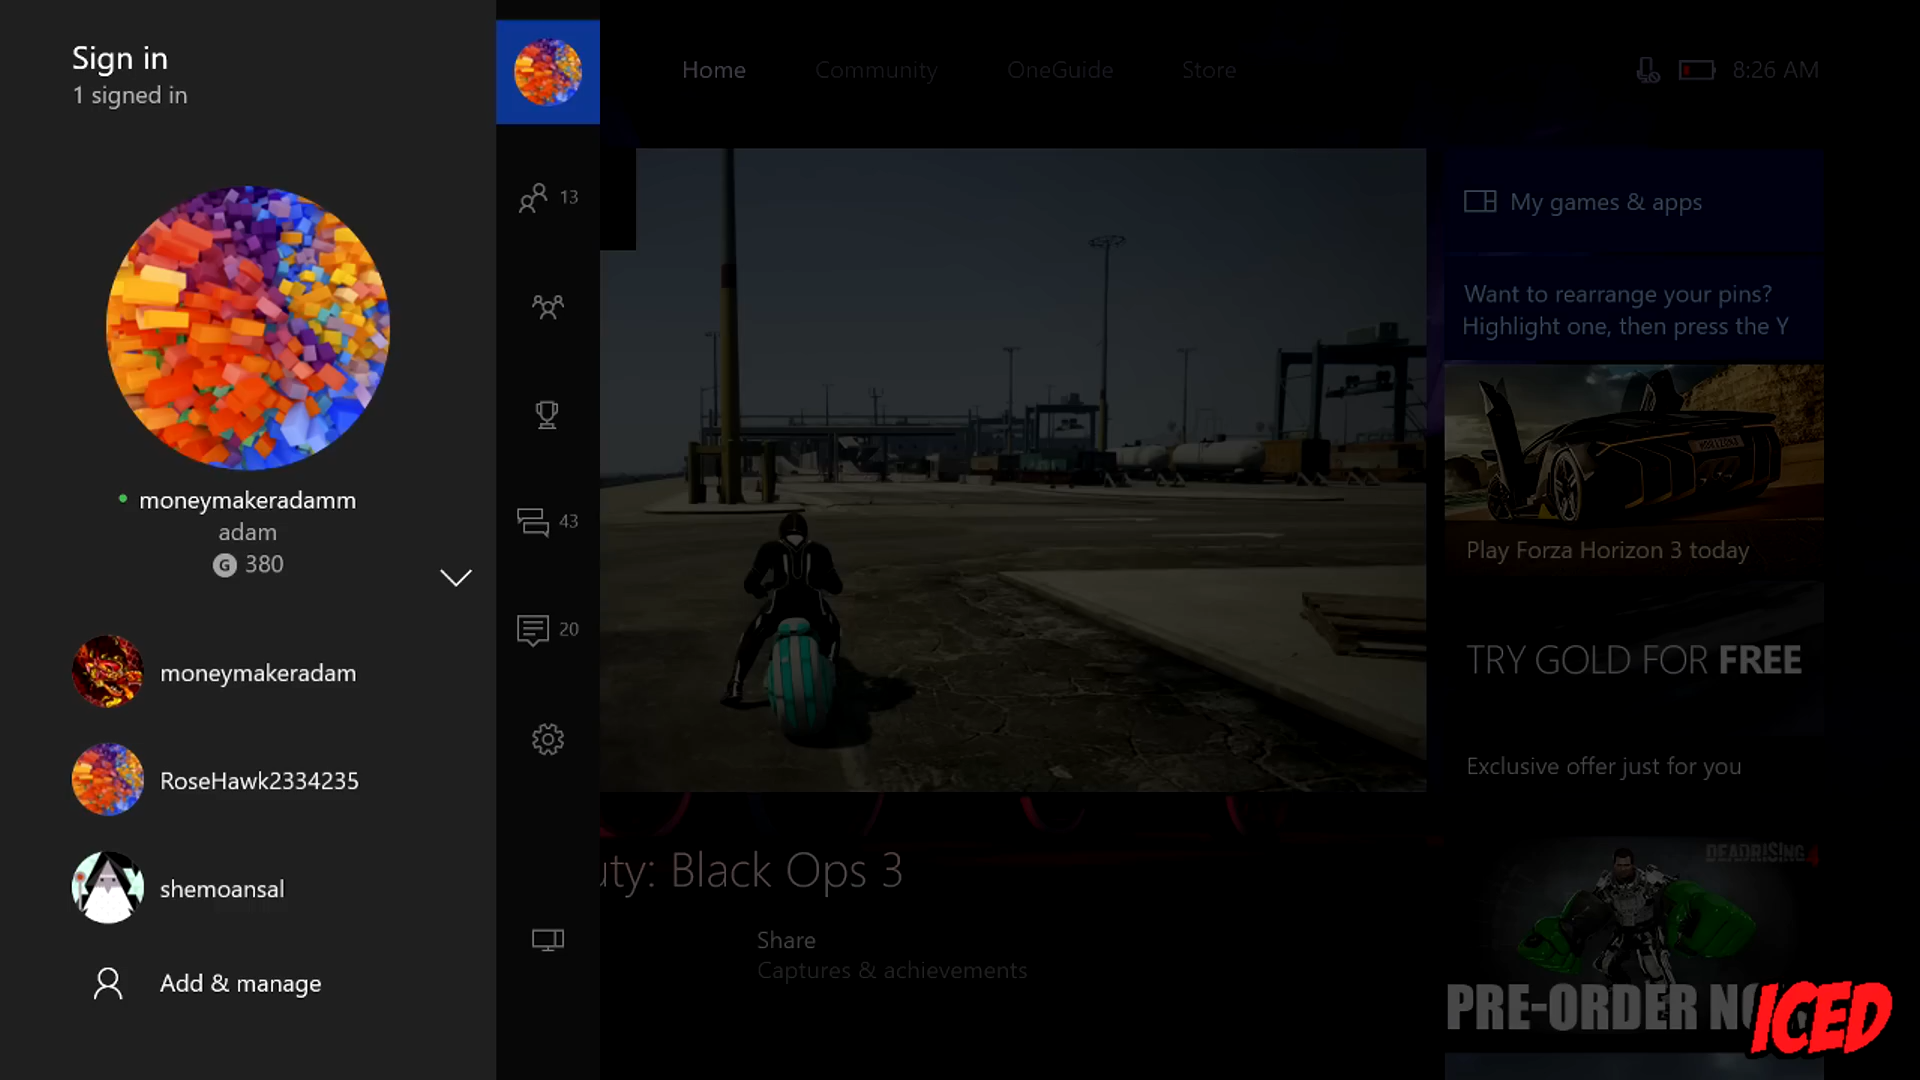 Sign in
1 signed in
moneymakeradamm
adam
G 380
moneymakeradam
RoseHawk2334235
shemoansal
Add & manage
13
43
20
Home
Community
OneGuide
Store
8:26 AM
My games & apps
Want to rearrange your pins?
Highlight one, then press the Y
Play Forza Horizon 3 today
TRY GOLD FOR FREE
Exclusive offer just for you
DEADRISING
PRE-ORDER
ICED
uty: Black Ops 3
Share
Captures & achievements